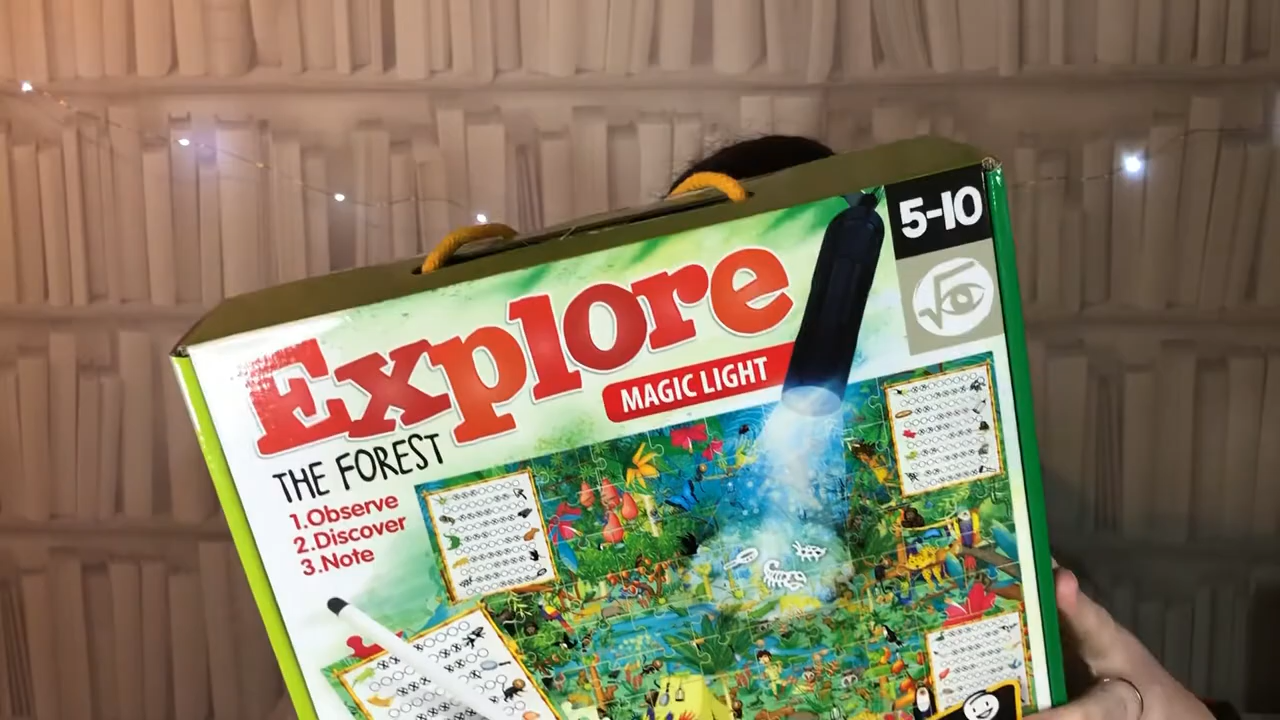 5-10
Explore
MAGIC LIGHT
THE FOREST
1.Observe
2.Discover
3.Note